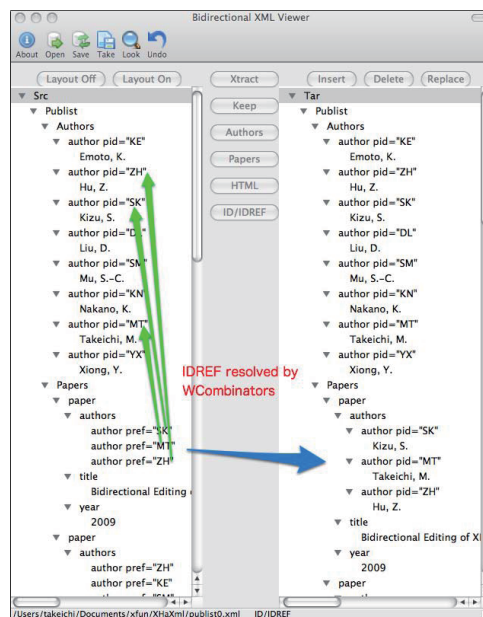 Bidirectional XML Viewer
About Open Save Take Look Undo
Layout Off Layout On Xtract Insert Delete Replace
Keep
Authors
Papers
HTML
ID/IDREF
Src
Publist
Authors
author pid="KE"
Emoto, K.
author pid="ZH"
Hu, Z.
author pid="SK"
Kizu, S.
author pid="DL"
Liu, D.
author pid="SM"
Mu, S.-C.
author pid="KN"
Nakano, K.
author pid="MT"
Takeichi, M.
author pid="YX"
Xiong, Y.
Papers
paper
authors
author pref="SK"
author pref="MT"
author pref="ZH"
title
Bidirectional Editing
year
2009
paper
authors
author pref="ZH"
author pref="KE"
author pref="SM"
IDREF resolved by
WCombinators
Tar
Publist
Authors
author pid="KE"
Emoto, K.
author pid="ZH"
Hu, Z.
author pid="SK"
Kizu, S.
author pid="DL"
Liu, D.
author pid="SM"
Mu, S.-C.
author pid="KN"
Nakano, K.
author pid="MT"
Takeichi, M.
author pid="YX"
Xiong, Y.
Papers
paper
authors
author pid="SK"
Kizu, S.
author pid="MT"
Takeichi, M.
author pid="ZH"
Hu, Z.
title
Bidirectional Editing of
year
2009
paper
/Users/takeichi/Documents/xfun/XHaXml/publist0.xml ID/IDREF